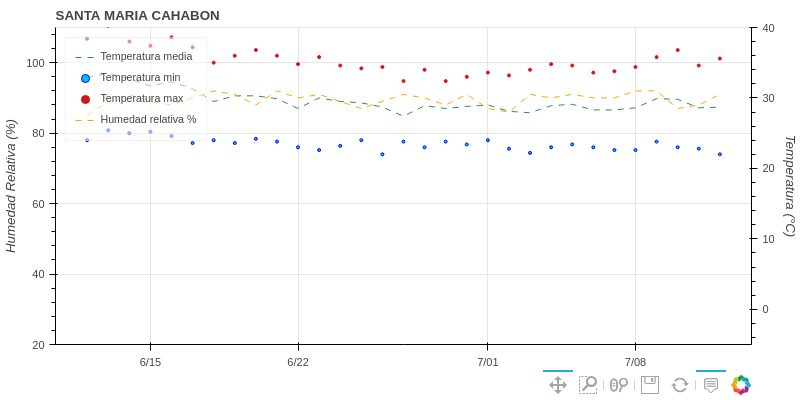 SANTA MARIA CAHABON
Temperatura media
Temperatura min
Temperatura max
Humedad relativa %
Humedad Relativa (%)
100
80
60
40
20
Temperatura (°C)
40
30
20
10
0
6/15
6/22
7/01
7/08